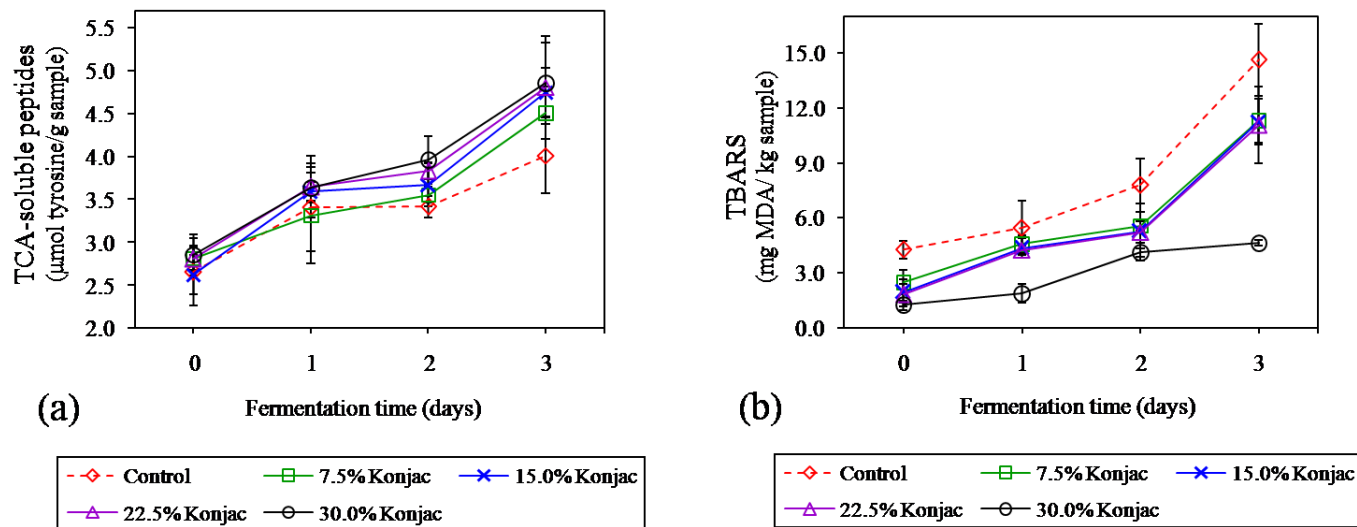 TCA-soluble peptides
(µmol tyrosine/g sample)
5.5
5.0
4.5
4.0
3.5
3.0
2.5
2.0
0 1 2 3
Fermentation time (days)
(a)
Control 7.5% Konjac 15.0% Konjac
22.5% Konjac 30.0% Konjac
TBARS
(mg MDA/ kg sample)
15.0
12.0
9.0
6.0
3.0
0.0
0 1 2 3
Fermentation time (days)
(b)
Control 7.5% Konjac 15.0% Konjac
22.5% Konjac 30.0% Konjac